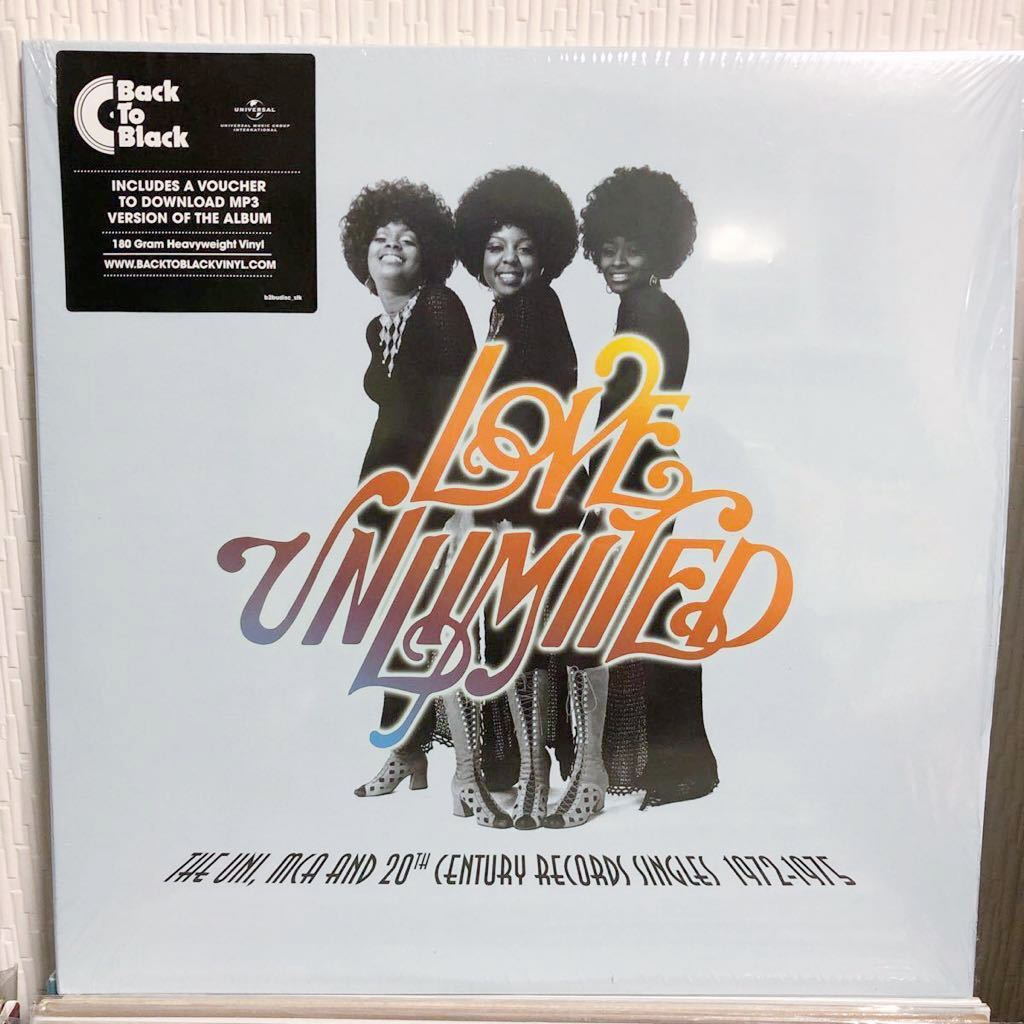 Back
To
Black
UNIVERSAL
UNIVERSAL MUSIC GROUP
INTERNATIONAL
INCLUDES A VOUCHER
TO DOWNLOAD MP3
VERSION OF THE ALBUM
180 Gram Heavyweight Vinyl
WWW.BACKTOBLACKVINYL.COM
b2budisc_stk
LOVE
UNLIMITED
THE UNI, MCA AND 20TH CENTURY RECORDS SINGLES 1972-1975